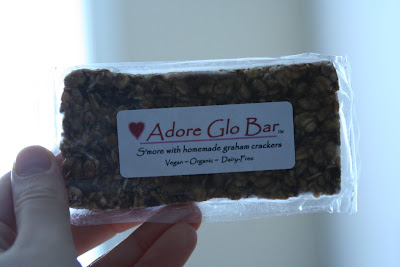 Adore Glo Bar™
S'more with homemade graham crackers
Vegan ~ Organic ~ Dairy-Free